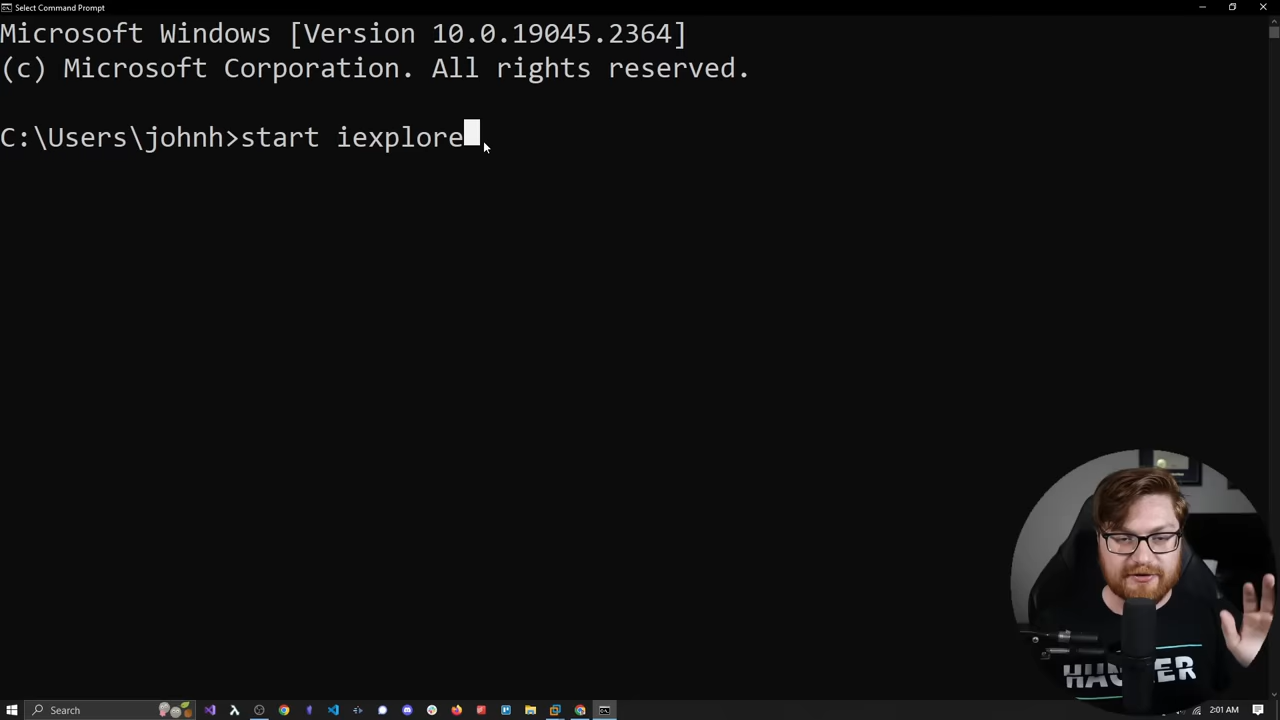 Select Command Prompt
Microsoft Windows [Version 10.0.19045.2364]
(c) Microsoft Corporation. All rights reserved.
C:\Users\johnh>start iexplore
HACKER
Search
2:01 AM